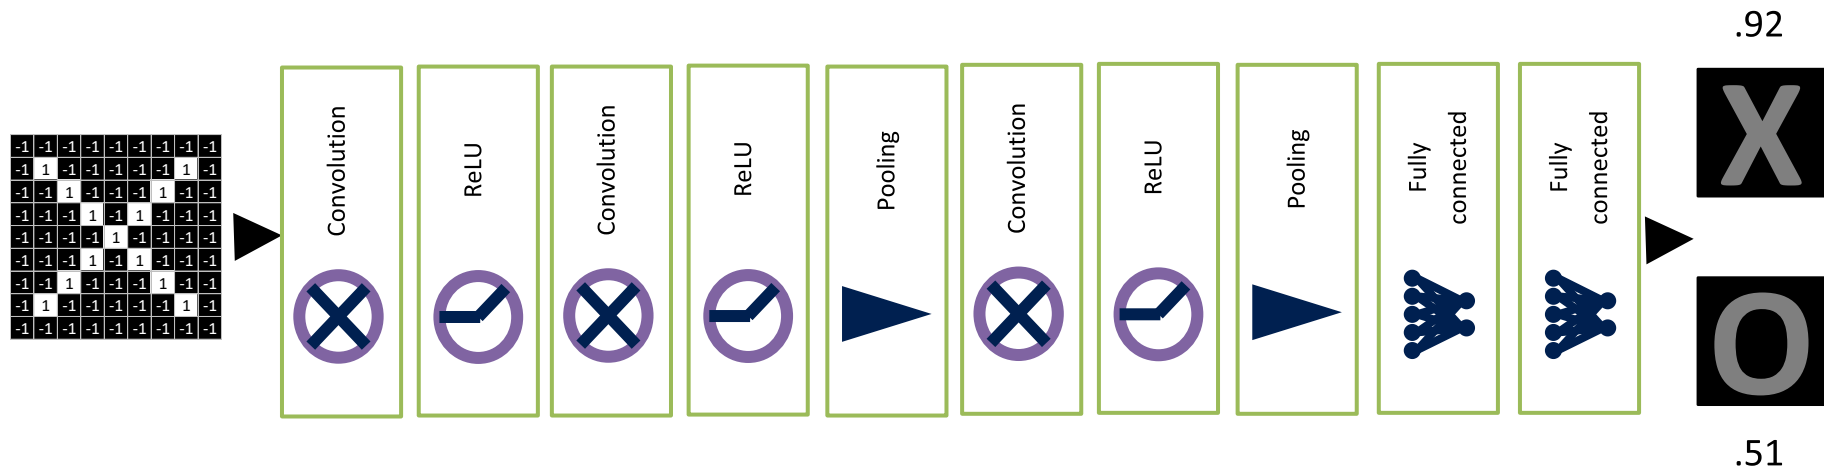 -1 -1 -1 -1 -1 -1 -1 -1 -1
-1 1 -1 -1 -1 -1 -1 1 -1
-1 -1 1 -1 -1 -1 1 -1 -1
-1 -1 -1 1 -1 1 -1 -1 -1
-1 -1 -1 -1 1 -1 -1 -1 -1
-1 -1 -1 1 -1 1 -1 -1 -1
-1 -1 1 -1 -1 -1 1 -1 -1
-1 1 -1 -1 -1 -1 -1 1 -1
-1 -1 -1 -1 -1 -1 -1 -1 -1
Convolution
ReLU
Convolution
ReLU
Pooling
Convolution
ReLU
Pooling
Fully
connected
Fully
connected
.92
X
O
.51